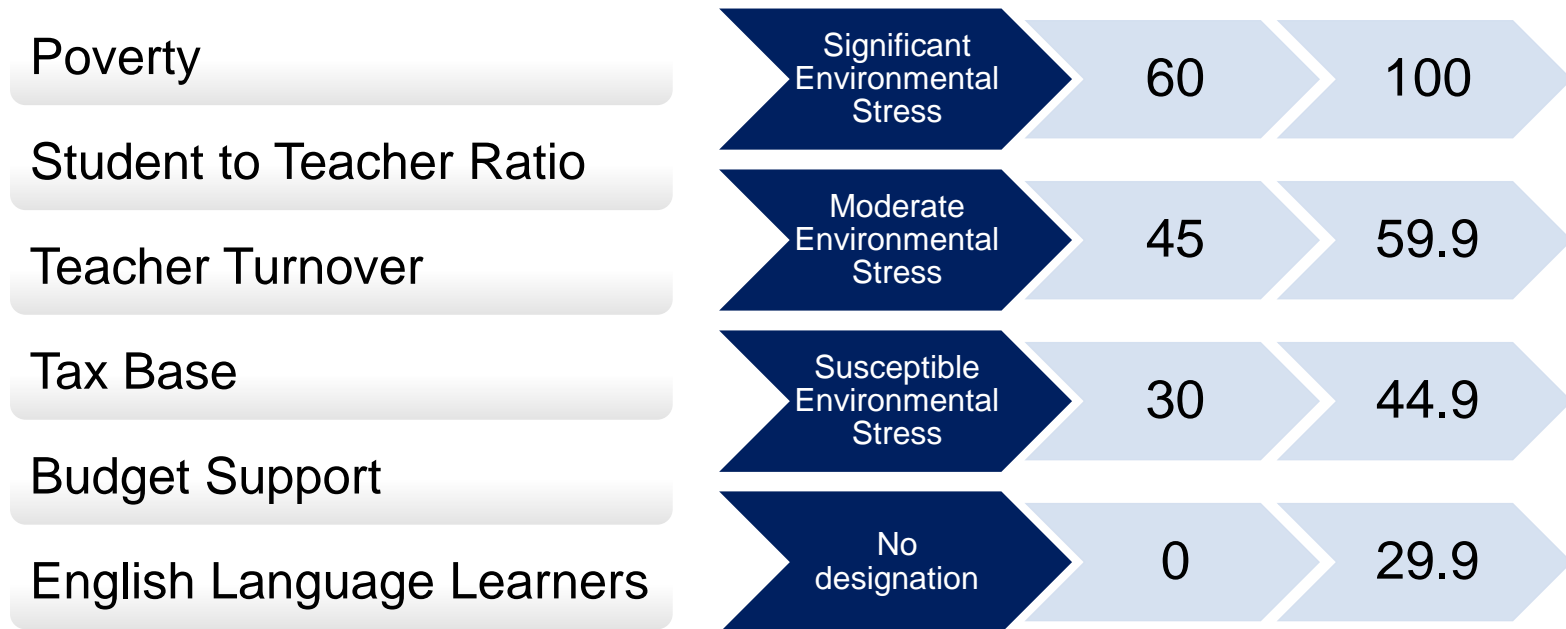 Poverty
Student to Teacher Ratio
Teacher Turnover
Tax Base
Budget Support
English Language Learners
Significant
Environmental
Stress
60
100
Moderate
Environmental
Stress
45
59.9
Susceptible
Environmental
Stress
30
44.9
No
designation
0
29.9